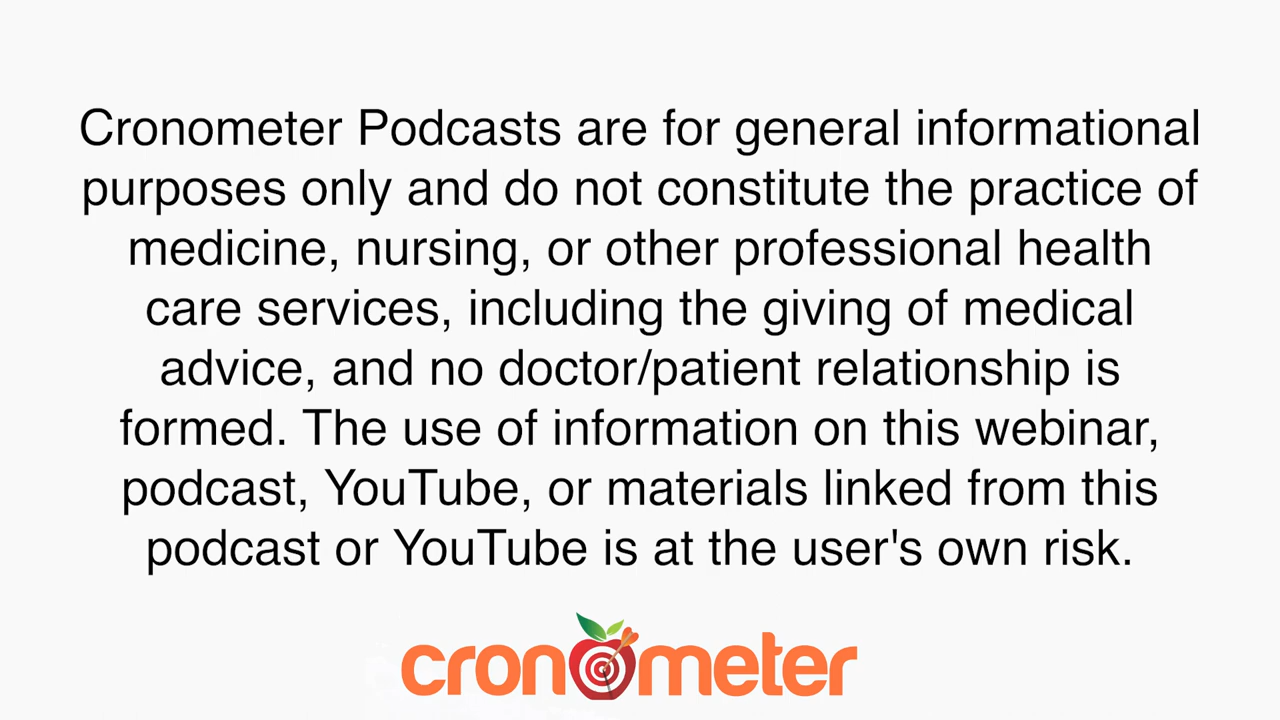 Cronometer Podcasts are for general informational
purposes only and do not constitute the practice of
medicine, nursing, or other professional health
care services, including the giving of medical
advice, and no doctor/patient relationship is
formed. The use of information on this webinar,
podcast, YouTube, or materials linked from this
podcast or YouTube is at the user's own risk.
cronometer